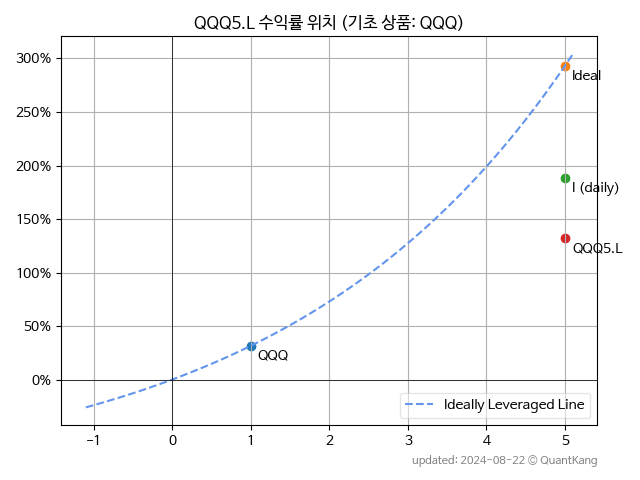 QQQ5.L 수익률 위치 (기초 상품: QQQ)
300%
Ideal
250%
200%
I (daily)
150%
QQQ5.L
100%
50%
QQQ
0%
Ideally Leveraged Line
-1 0 1 2 3 4 5
updated: 2024-08-22 © QuantKang